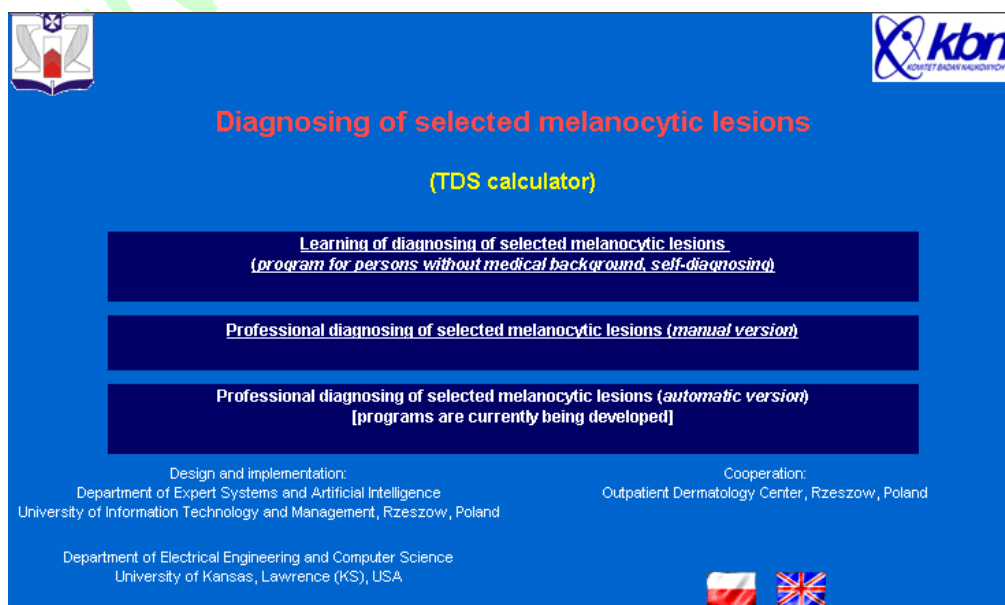 kbn
KOMITET BADAŃ NAUKOWYCH
Diagnosing of selected melanocytic lesions
(TDS calculator)
Learning of diagnosing of selected melanocytic lesions
(program for persons without medical background, self-diagnosing)
Professional diagnosing of selected melanocytic lesions (manual version)
Professional diagnosing of selected melanocytic lesions (automatic version)
[programs are currently being developed]
Design and implementation:
Department of Expert Systems and Artificial Intelligence
University of Information Technology and Management, Rzeszow, Poland
Cooperation:
Outpatient Dermatology Center, Rzeszow, Poland
Department of Electrical Engineering and Computer Science
University of Kansas, Lawrence (KS), USA